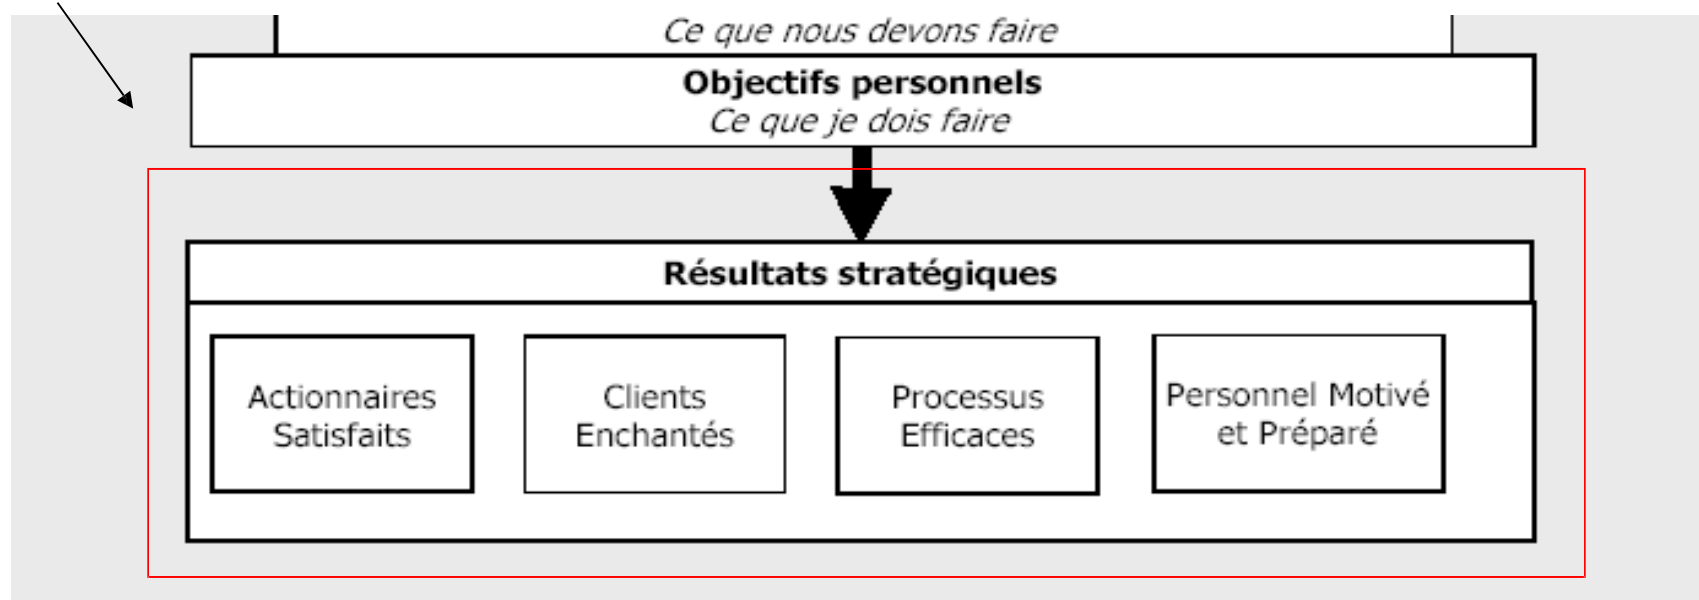 Ce que nous devons faire
Objectifs personnels
Ce que je dois faire
Résultats stratégiques
Actionnaires
Satisfaits
Clients
Enchantés
Processus
Efficaces
Personnel Motivé
et Préparé